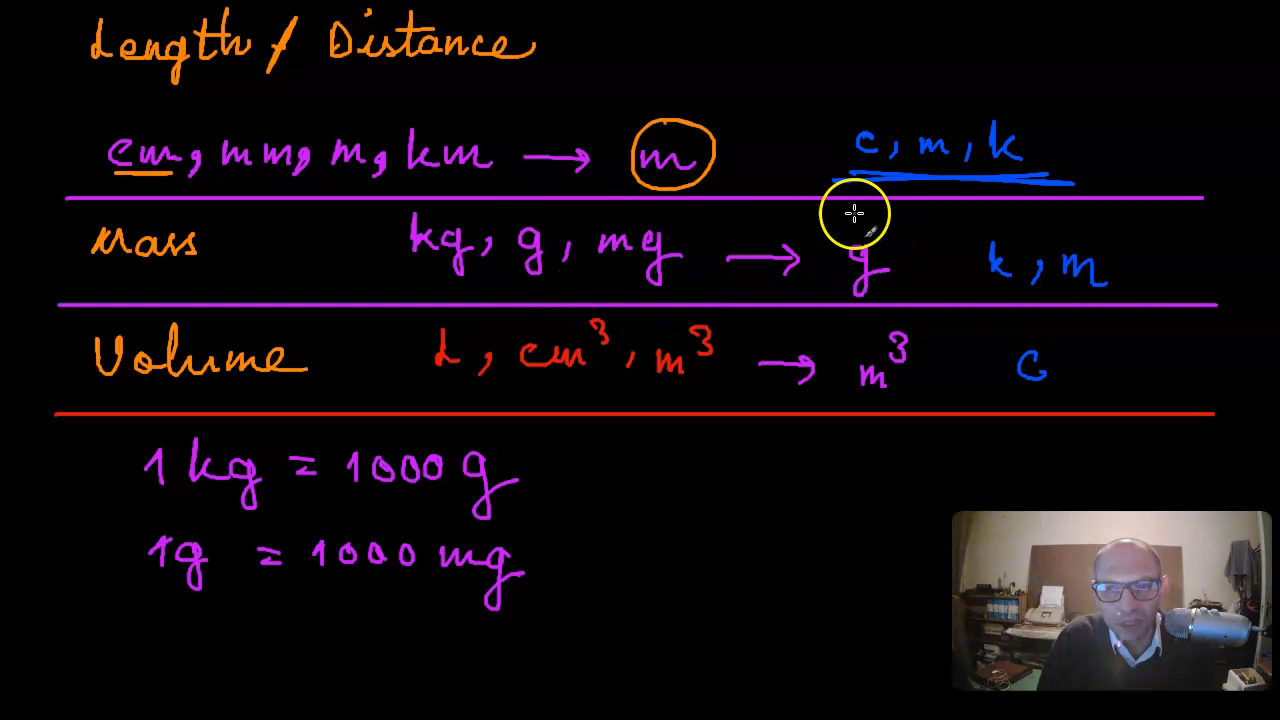 Length / Distance
cm, mm, m, km → m c, m, k
Mass kg, g, mg → g k, m
Volume L, cm³, m³ → m³ c
1 kg = 1000 g
1g = 1000 mg